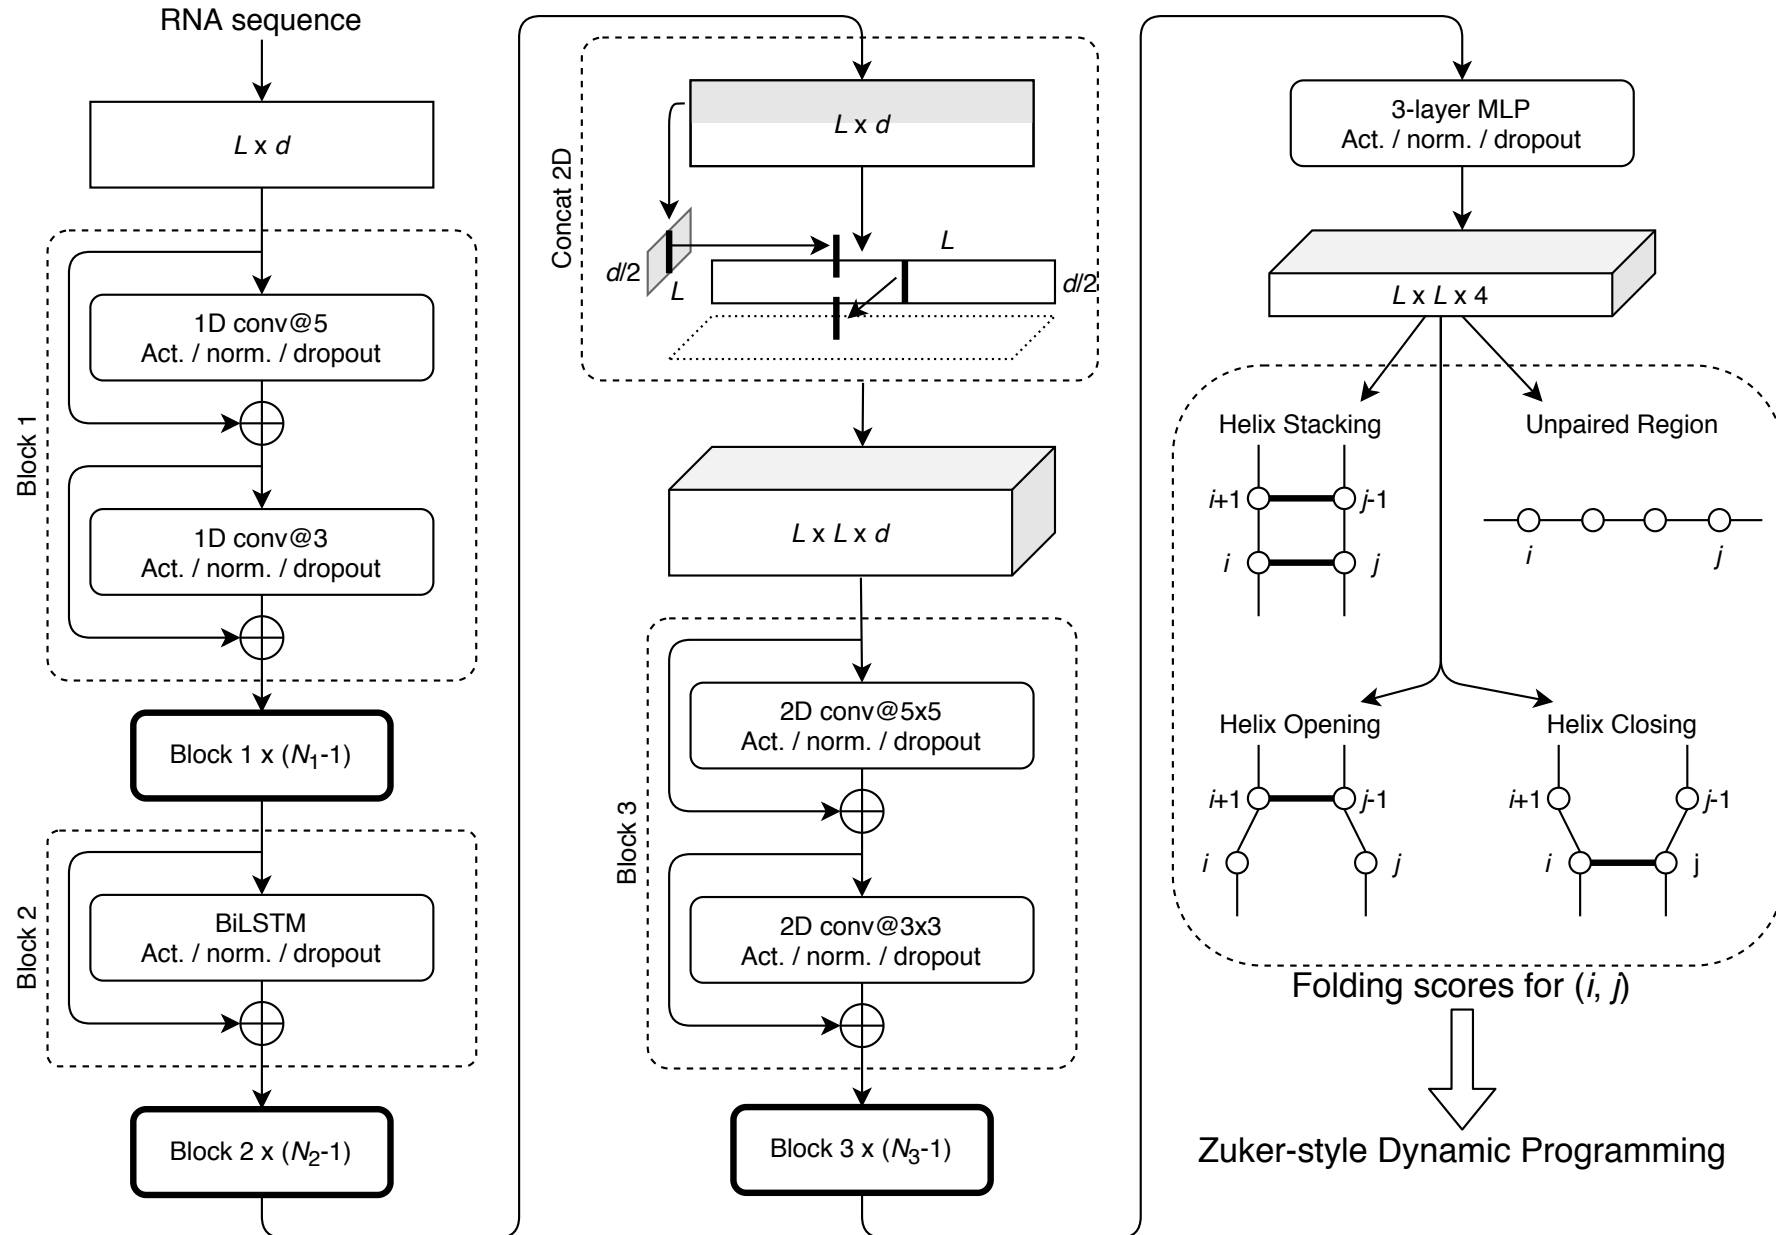 RNA sequence
L x d
Block 1
1D conv@5
Act. / norm. / dropout
1D conv@3
Act. / norm. / dropout
Block 1 x (N1-1)
Block 2
BiLSTM
Act. / norm. / dropout
Block 2 x (N2-1)
Concat 2D
L x d
d/2
L
L
d/2
L x L x d
Block 3
2D conv@5x5
Act. / norm. / dropout
2D conv@3x3
Act. / norm. / dropout
Block 3 x (N3-1)
3-layer MLP
Act. / norm. / dropout
L x L x 4
Helix Stacking
i+1
j-1
i
j
Unpaired Region
i
j
Helix Opening
i+1
j-1
i
j
Helix Closing
i+1
j-1
i
j
Folding scores for (i, j)
Zuker-style Dynamic Programming